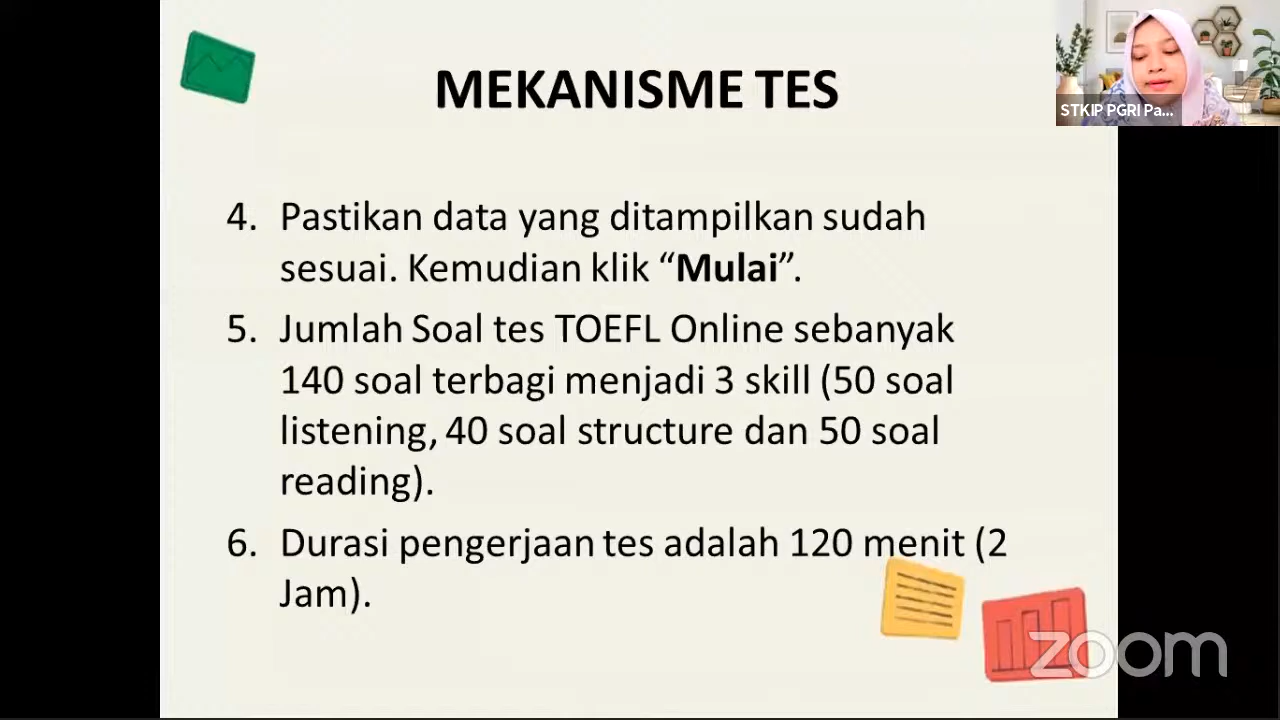 MEKANISME TES
STKIP PGRI Pa...
4. Pastikan data yang ditampilkan sudah
sesuai. Kemudian klik “Mulai”.
5. Jumlah Soal tes TOEFL Online sebanyak
140 soal terbagi menjadi 3 skill (50 soal
listening, 40 soal structure dan 50 soal
reading).
6. Durasi pengerjaan tes adalah 120 menit (2
Jam).
zoom